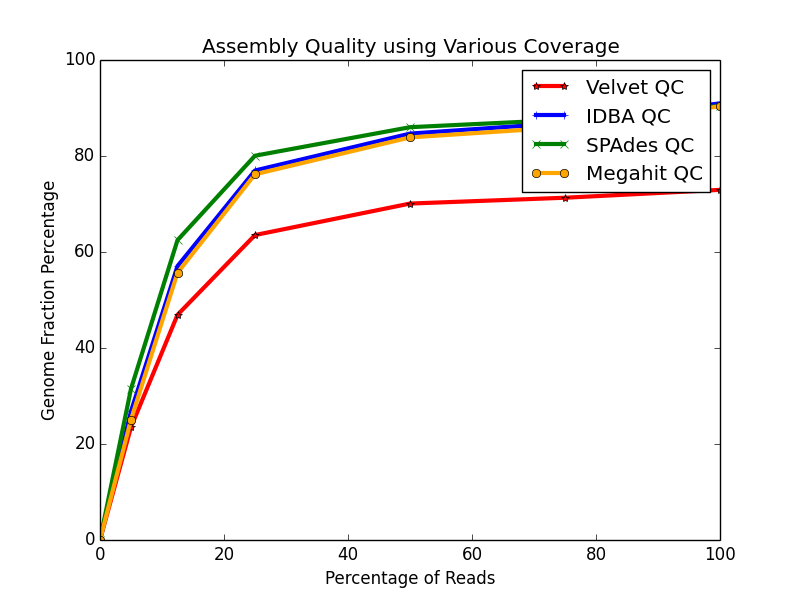 Assembly Quality using Various Coverage
100
80
60
40
20
0
Genome Fraction Percentage
Velvet QC
IDBA QC
SPAdes QC
Megahit QC
0 20 40 60 80 100
Percentage of Reads